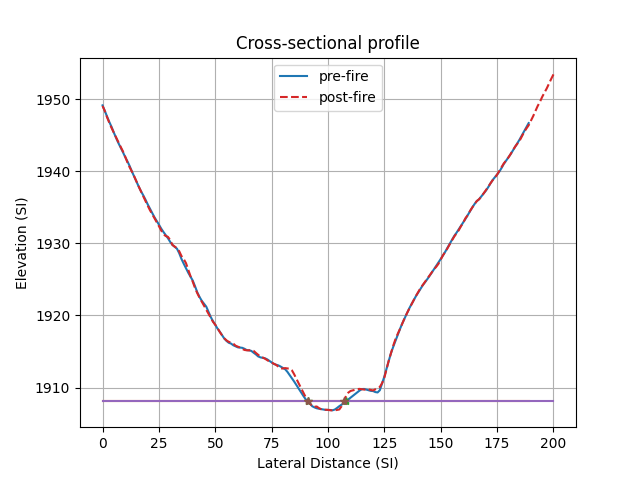 Cross-sectional profile
pre-fire
post-fire
1950
1940
1930
1920
1910
Elevation (SI)
0 25 50 75 100 125 150 175 200
Lateral Distance (SI)